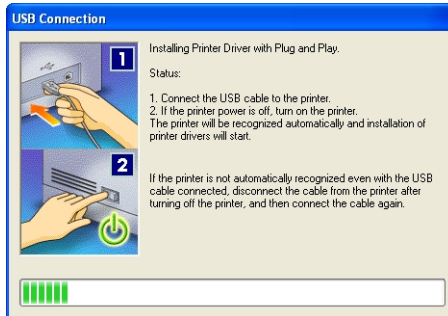 USB Connection
1
Installing Printer Driver with Plug and Play.
Status:
1. Connect the USB cable to the printer.
2. If the printer power is off, turn on the printer.
The printer will be recognized automatically and installation of
printer drivers will start.
2
If the printer is not automatically recognized even with the USB
cable connected, disconnect the cable from the printer after
turning off the printer, and then connect the cable again.